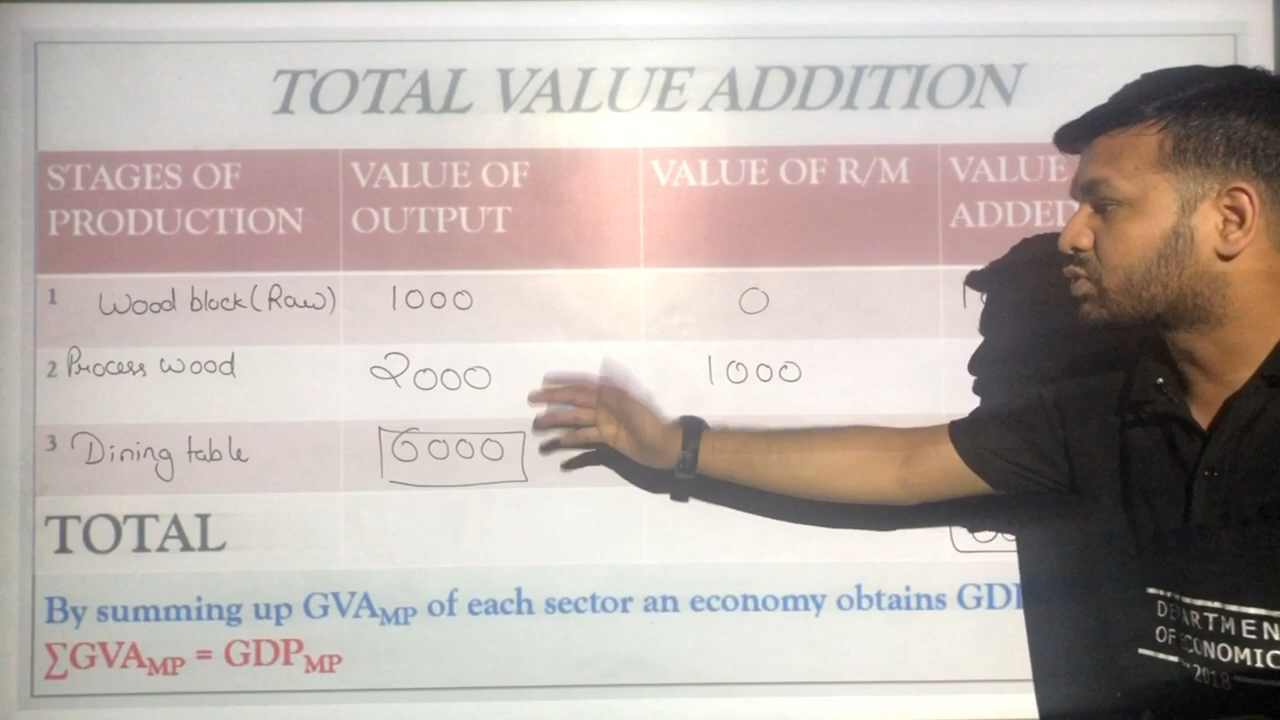 TOTAL VALUE ADDITION
STAGES OF PRODUCTION
VALUE OF OUTPUT
VALUE OF R/M
VALUE ADDED
1 Wood block (Raw) 1000 0
2 Process wood 2000 1000
3 Dining table 6000
TOTAL
By summing up GVAMP of each sector an economy obtains
∑GVAMP = GDPMP
OF ECONOMIC
2018